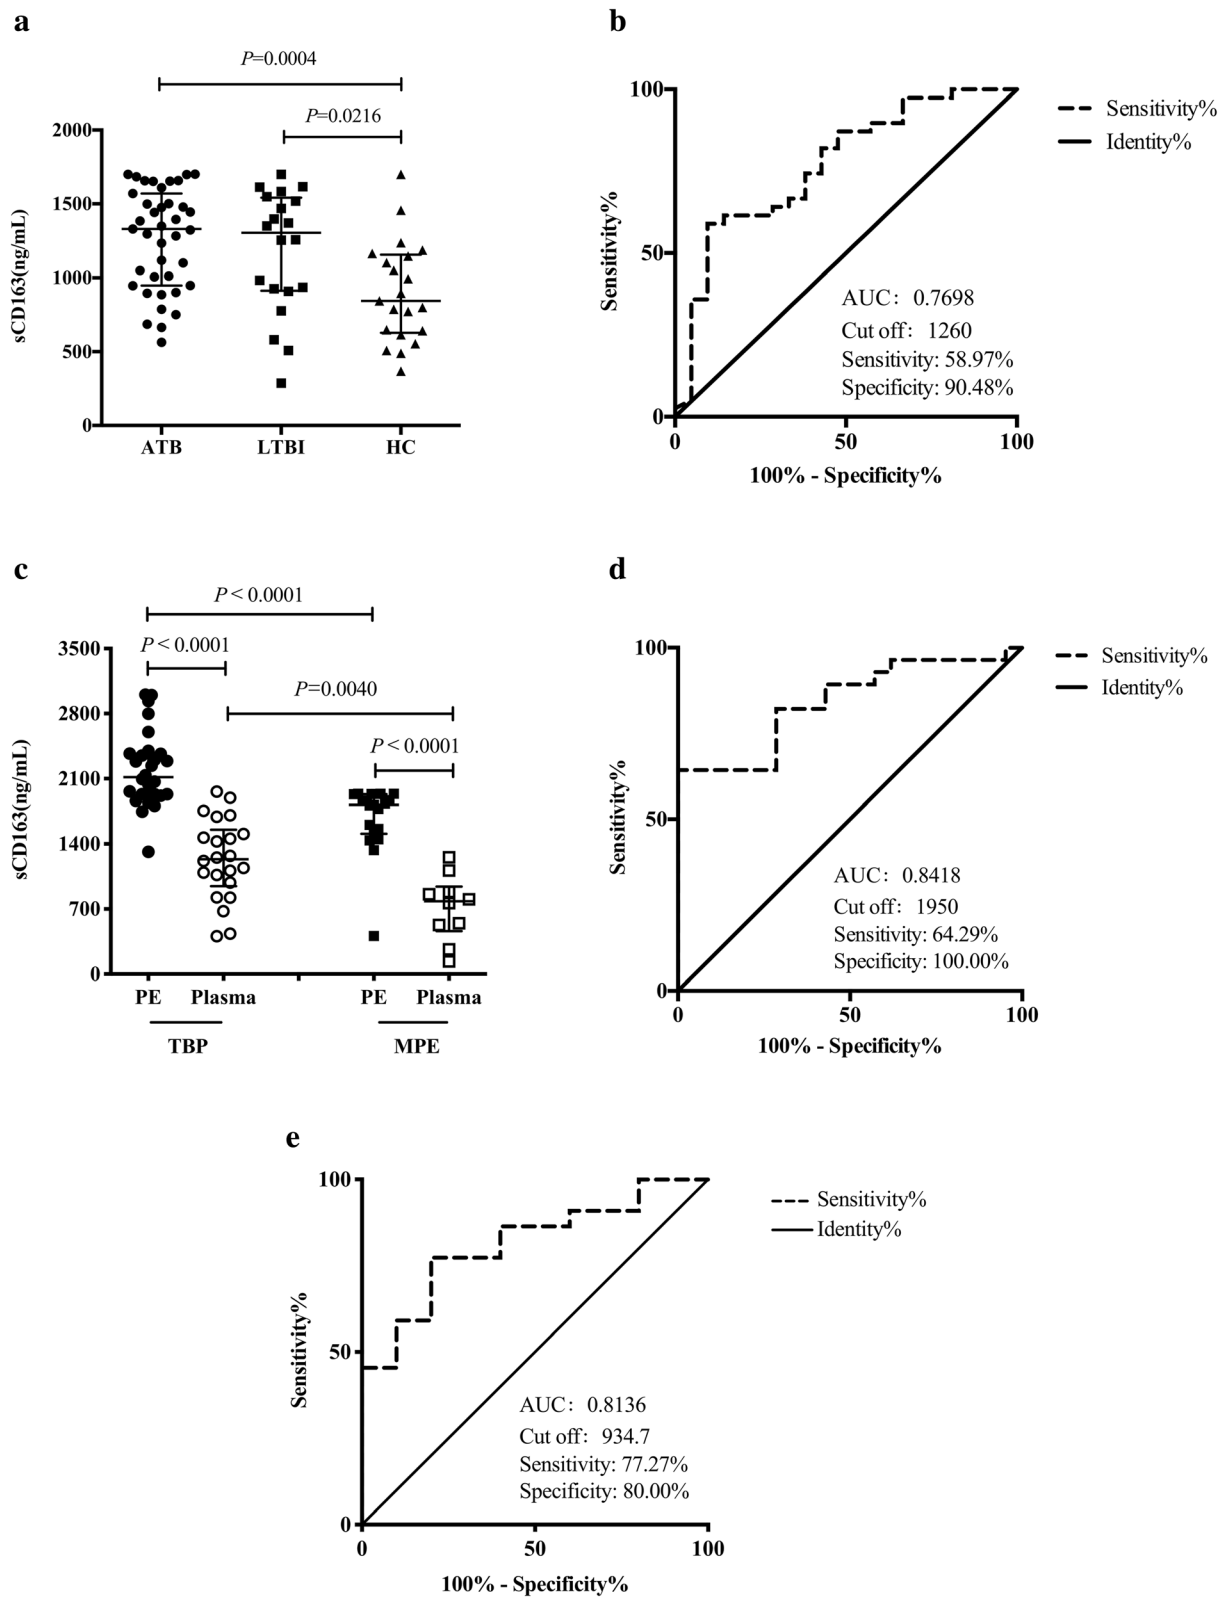 a
P=0.0004
P=0.0216
2000
1500
1000
500
0
sCD163(ng/mL)
ATB LTBI HC
b
100
50
0
Sensitivity%
Sensitivity%
Identity%
AUC: 0.7698
Cut off: 1260
Sensitivity: 58.97%
Specificity: 90.48%
0 50 100
100% - Specificity%
c
P < 0.0001
P < 0.0001
P=0.0040
P < 0.0001
3500
2800
2100
1400
700
0
sCD163(ng/mL)
PE Plasma PE Plasma
TBP MPE
d
100
50
0
Sensitivity%
Sensitivity%
Identity%
AUC: 0.8418
Cut off: 1950
Sensitivity: 64.29%
Specificity: 100.00%
0 50 100
100% - Specificity%
e
100
50
0
Sensitivity%
Sensitivity%
Identity%
AUC: 0.8136
Cut off: 934.7
Sensitivity: 77.27%
Specificity: 80.00%
0 50 100
100% - Specificity%